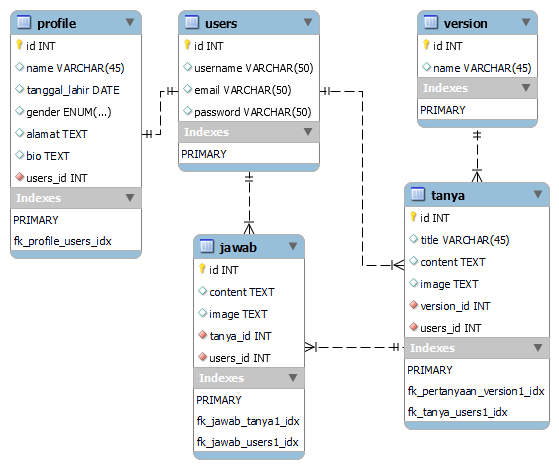 profile
id INT
name VARCHAR(45)
tanggal_lahir DATE
gender ENUM(...)
alamat TEXT
bio TEXT
users_id INT
Indexes
PRIMARY
fk_profile_users_idx
users
id INT
username VARCHAR(50)
email VARCHAR(50)
password VARCHAR(50)
Indexes
PRIMARY
version
id INT
name VARCHAR(45)
Indexes
PRIMARY
jawab
id INT
content TEXT
image TEXT
tanya_id INT
users_id INT
Indexes
PRIMARY
fk_jawab_tanya1_idx
fk_jawab_users1_idx
tanya
id INT
title VARCHAR(45)
content TEXT
image TEXT
version_id INT
users_id INT
Indexes
PRIMARY
fk_pertanyaan_version1_idx
fk_tanya_users1_idx